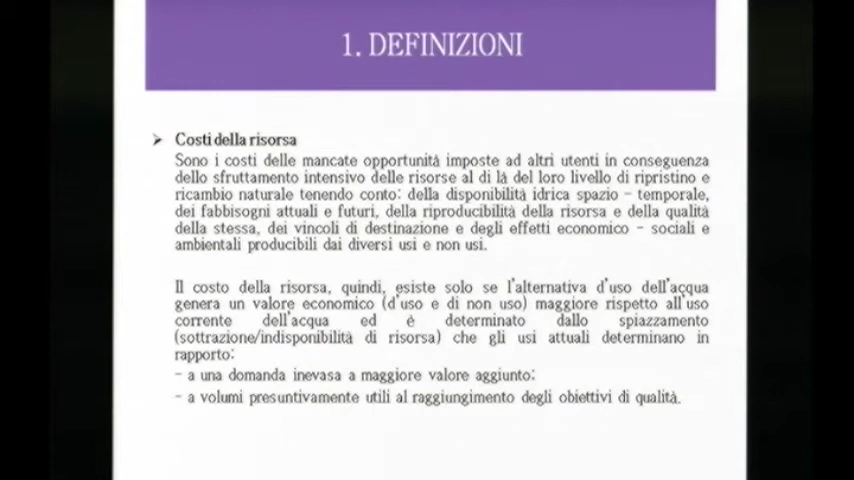 1. DEFINIZIONI
➢ Costi della risorsa
Sono i costi delle mancate opportunità imposte ad altri utenti in conseguenza
dello sfruttamento intensivo delle risorse al di là del loro livello di ripristino e
ricambio naturale tenendo conto: della disponibilità idrica spazio – temporale,
dei fabbisogni attuali e futuri, della riproducibilità della risorsa e della qualità
della stessa, dei vincoli di destinazione e degli effetti economico – sociali e
ambientali producibili dai diversi usi e non usi.
Il costo della risorsa, quindi, esiste solo se l'alternativa d'uso dell'acqua
genera un valore economico (d'uso e di non uso) maggiore rispetto all'uso
corrente dell'acqua ed è determinato dallo spiazzamento
(sottrazione/indisponibilità di risorsa) che gli usi attuali determinano in
rapporto:
- a una domanda inevasa a maggiore valore aggiunto;
- a volumi presuntivamente utili al raggiungimento degli obiettivi di qualità.